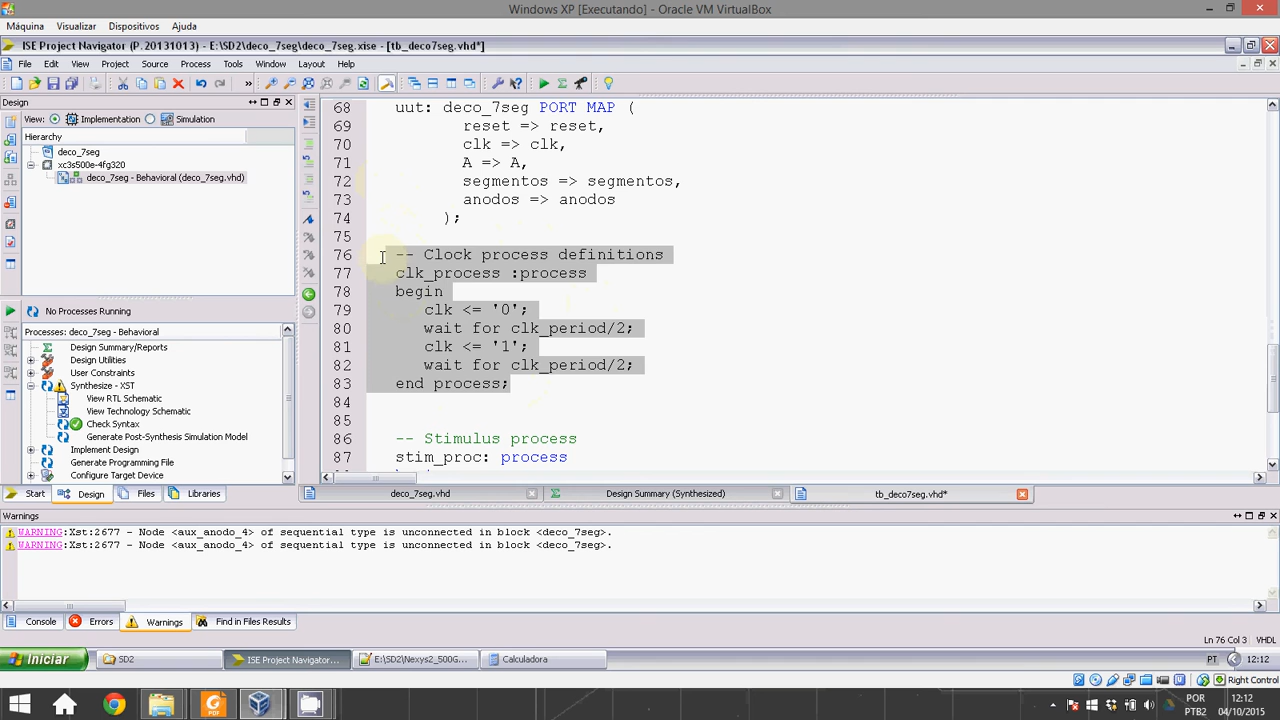 Windows XP [Executando] - Oracle VM VirtualBox
Máquina Visualizar Dispositivos Ajuda
ISE Project Navigator (P.20131013) - E:\SD2\deco_7seg\deco_7seg.xise - [tb_deco7seg.vhd*]
File Edit View Project Source Process Tools Window Layout Help
Design
View: Implementation Simulation
Hierarchy
deco_7seg
xc3s500e-4fg320
deco_7seg - Behavioral (deco_7seg.vhd)
No Processes Running
Processes: deco_7seg - Behavioral
Design Summary/Reports
Design Utilities
User Constraints
Synthesize - XST
View RTL Schematic
View Technology Schematic
Check Syntax
Generate Post-Synthesis Simulation Model
Implement Design
Generate Programming File
Configure Target Device
Start Design Files Libraries
68 uut: deco_7seg PORT MAP (
69 reset => reset,
70 clk => clk,
71 A => A,
72 segmentos => segmentos,
73 anodos => anodos
74 );
75
76 -- Clock process definitions
77 clk_process :process
78 begin
79 clk <= '0';
80 wait for clk_period/2;
81 clk <= '1';
82 wait for clk_period/2;
83 end process;
84
85
86 -- Stimulus process
87 stim_proc: process
deco_7seg.vhd Design Summary (Synthesized) tb_deco7seg.vhd*
Warnings
WARNING:Xst:2677 - Node <aux_anodo_4> of sequential type is unconnected in block <deco_7seg>.
WARNING:Xst:2677 - Node <aux_anodo_4> of sequential type is unconnected in block <deco_7seg>.
Console Errors Warnings Find in Files Results
Ln 76 Col 3 VHDL
Iniciar SD2 ISE Project Navigator... E:\SD2\Nexys2_500G... Calculadora PT 12:12
Right Control
POR
PTB2
12:12
04/10/2015